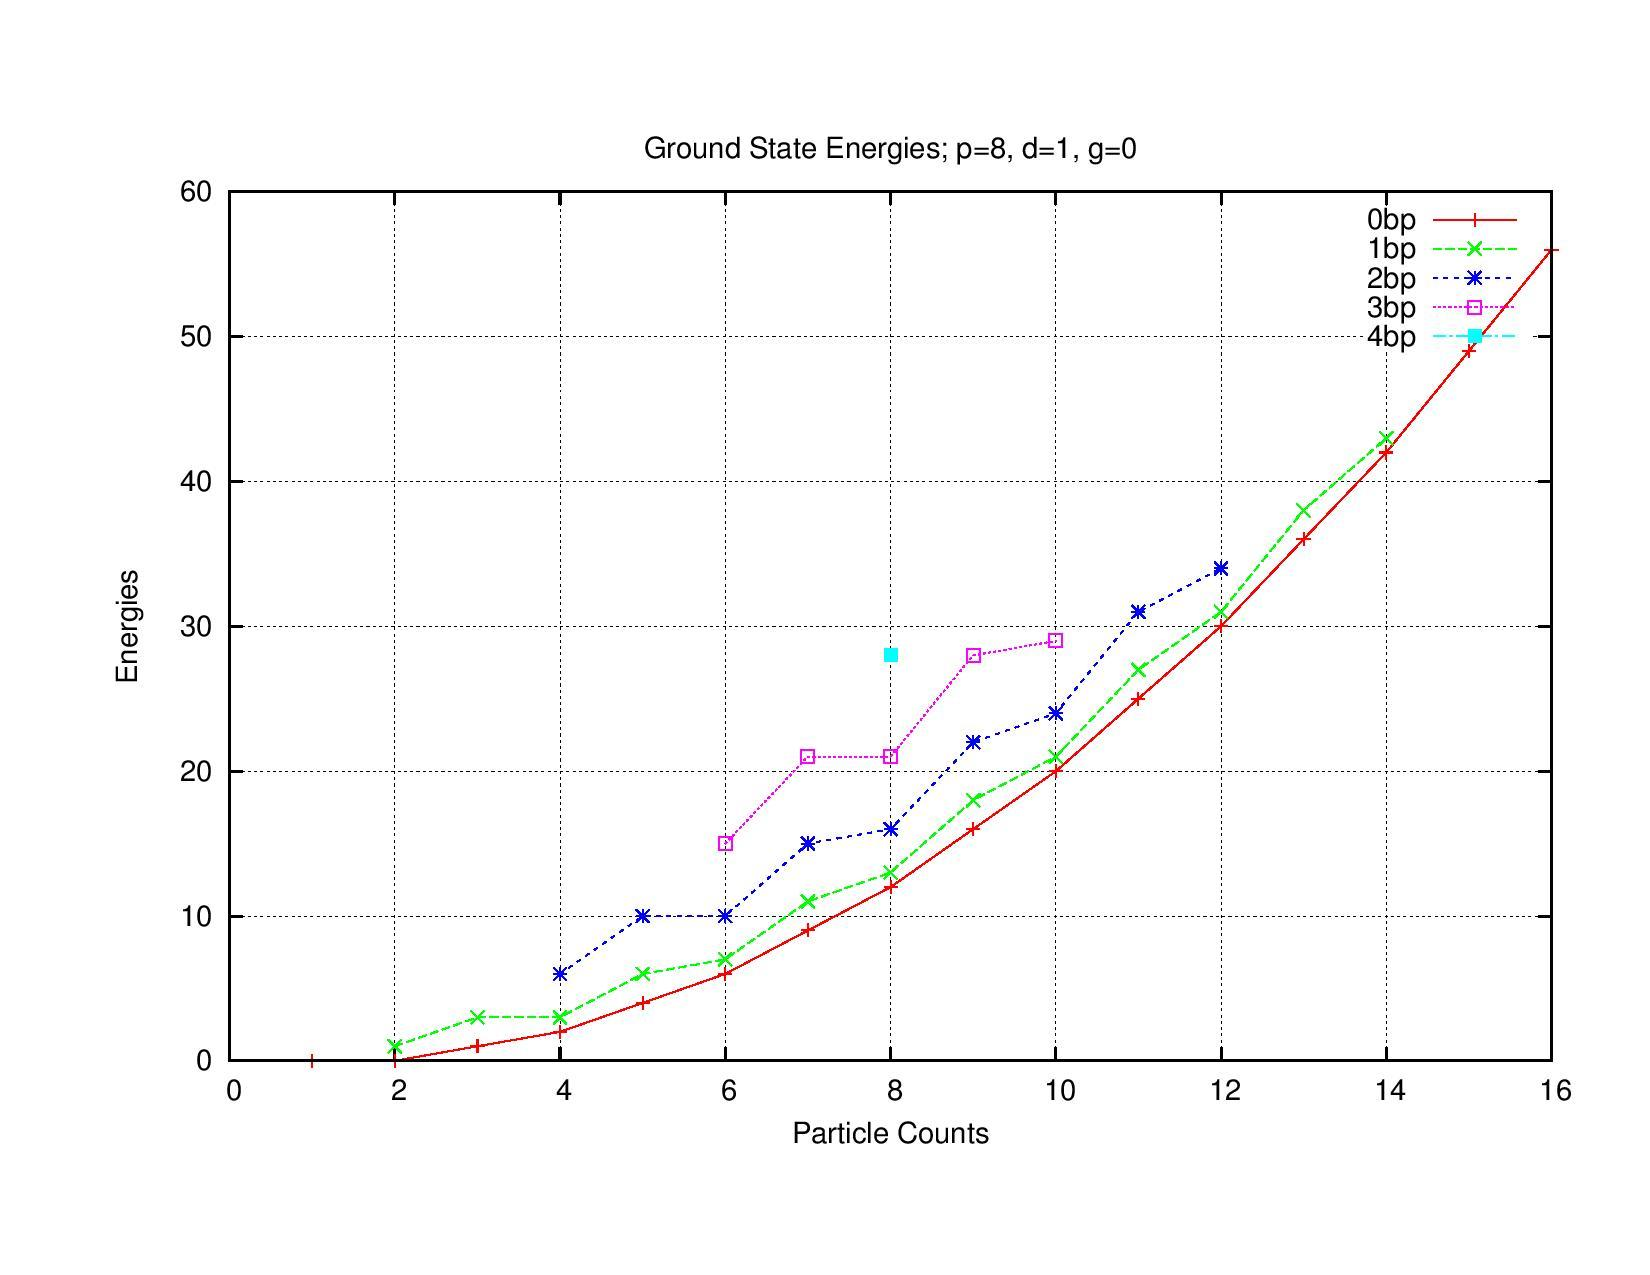 Ground State Energies; p=8, d=1, g=0
60
50
40
30
20
10
0
Energies
0bp
1bp
2bp
3bp
4bp
0 2 4 6 8 10 12 14 16
Particle Counts